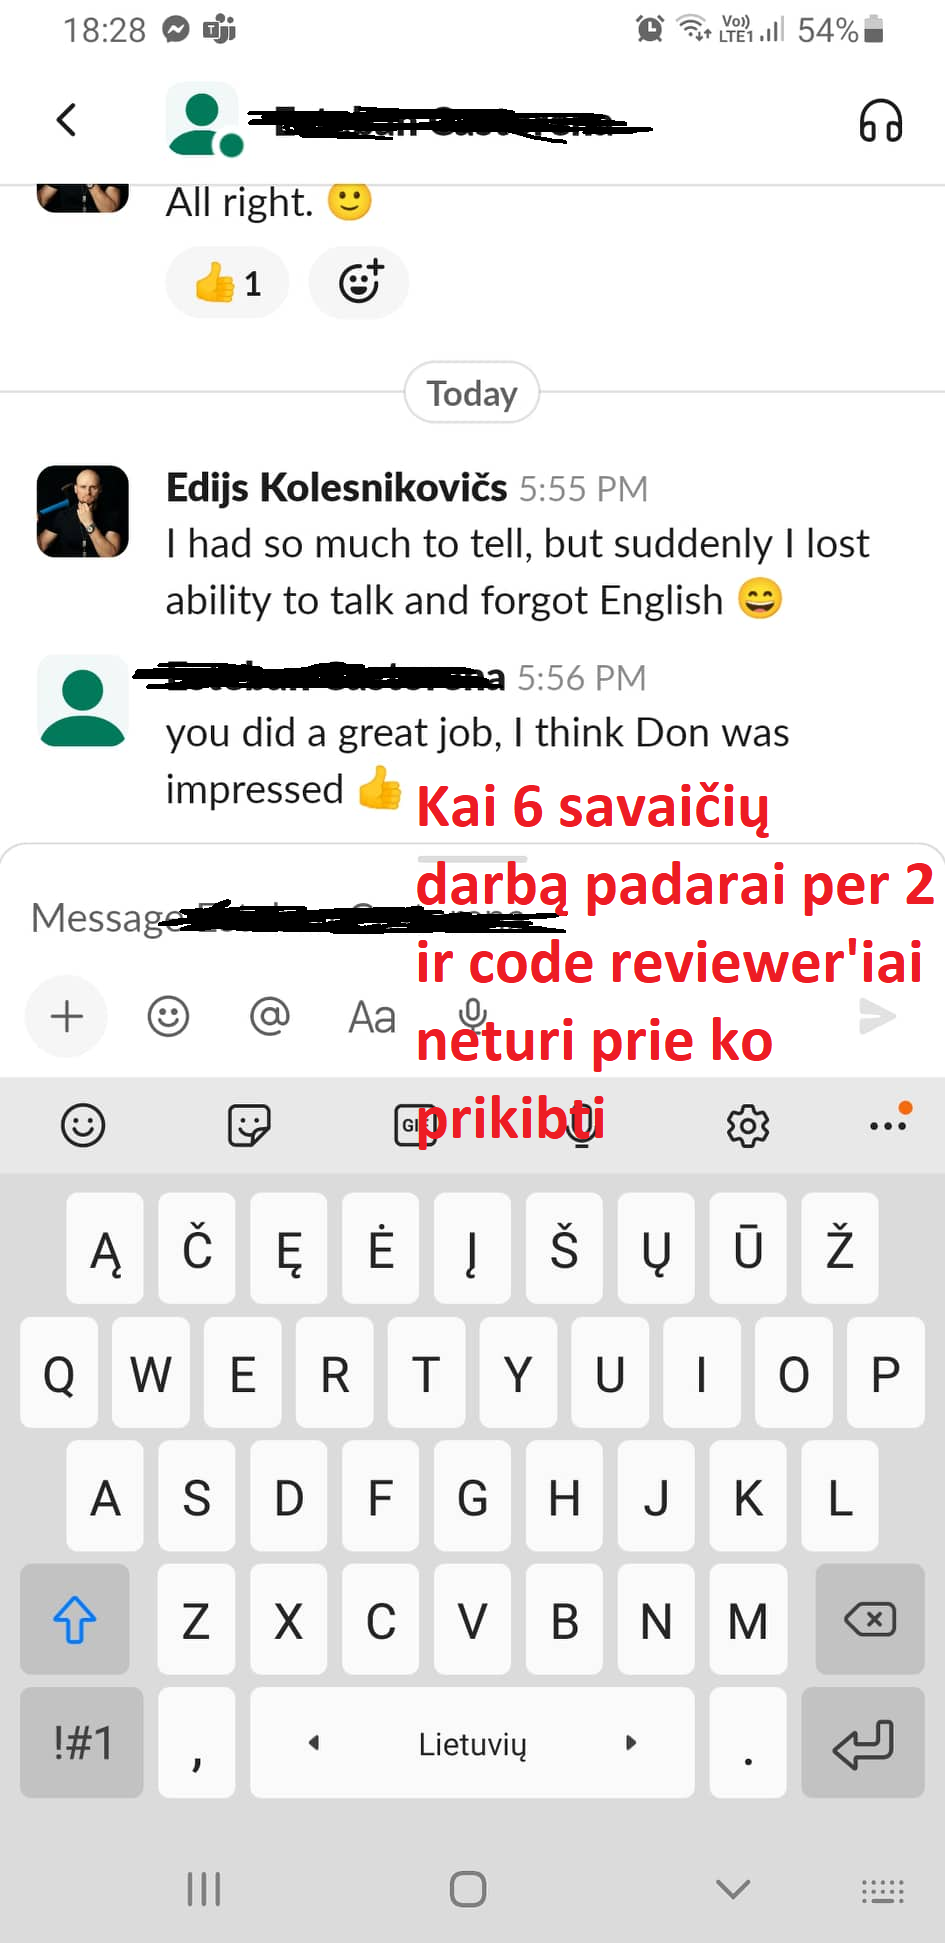 18:28
Vo))
LTE1
54%
All right. 🙂
👍 1
Today
Edijs Kolesnikovičs 5:55 PM
I had so much to tell, but suddenly I lost
ability to talk and forgot English 😄
5:56 PM
you did a great job, I think Don was
impressed 👍
Kai 6 savaičių
darbą padarai per 2
ir code reviewer'iai
neturi prie ko
prikibti
Message
+ @ Aa
GIF
Ą Č Ę Ė Į Š Ų Ū Ž
Q W E R T Y U I O P
A S D F G H J K L
Z X C V B N M
!#1 , Lietuvių .